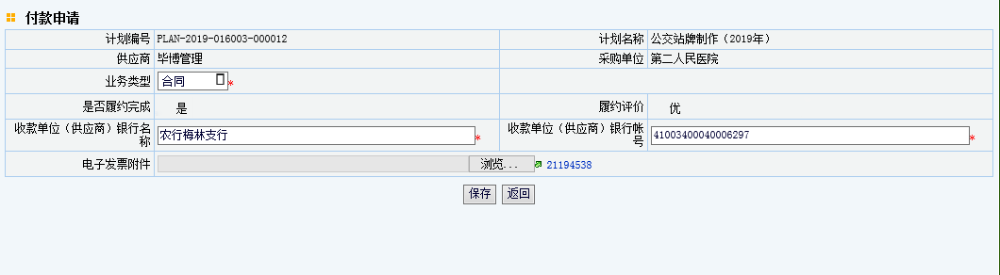 付款申请
计划编号 PLAN-2019-016003-000012 计划名称 公交站牌制作（2019年）
供应商 毕博管理 采购单位 第二人民医院
业务类型 合同 *
是否履约完成 是 履约评价 优
收款单位（供应商）银行名称 农行梅林支行 * 收款单位（供应商）银行帐号 41003400040006297 *
电子发票附件 浏览... 21194538
保存 返回